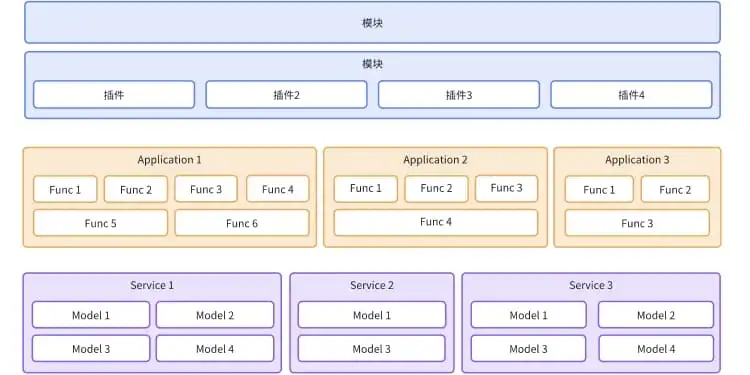 模块
模块
插件 插件2 插件3 插件4
Application 1 Application 2 Application 3
Func 1 Func 2 Func 3 Func 4 Func 1 Func 2 Func 3 Func 1 Func 2
Func 5 Func 6 Func 4 Func 3
Service 1 Service 2 Service 3
Model 1 Model 2 Model 1 Model 1 Model 2
Model 3 Model 4 Model 3 Model 3 Model 4